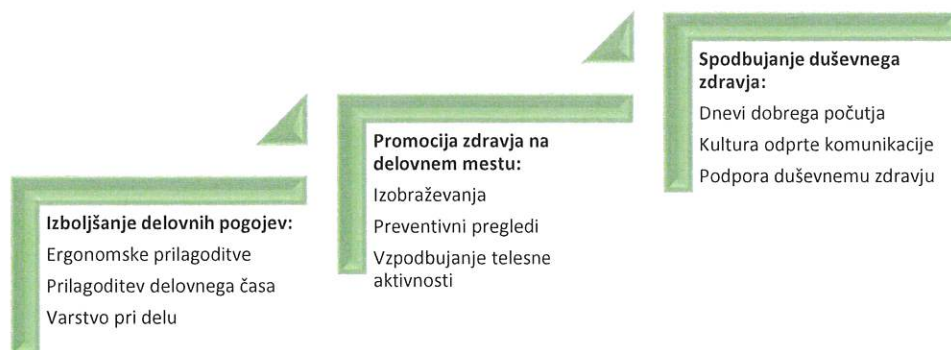 Izboljšanje delovnih pogojev:
Ergonomske prilagoditve
Prilagoditev delovnega časa
Varstvo pri delu
Promocija zdravja na
delovnem mestu:
Izobraževanja
Preventivni pregledi
Vzpodbujanje telesne
aktivnosti
Spodbujanje duševnega
zdravja:
Dnevi dobrega počutja
Kultura odprte komunikacije
Podpora duševnemu zdravju